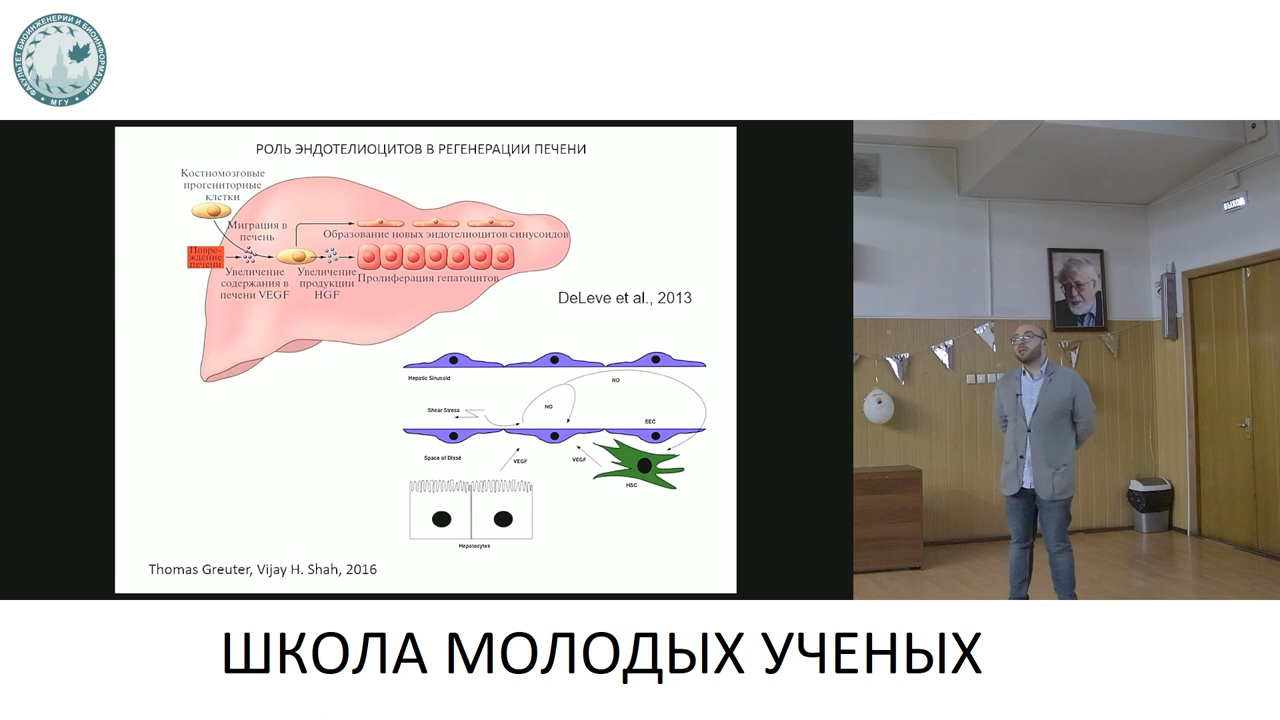 ФАКУЛЬТЕТ БИОИНЖЕНЕРИИ И БИОИНФОРМАТИКИ
• МГУ •
РОЛЬ ЭНДОТЕЛИОЦИТОВ В РЕГЕНЕРАЦИИ ПЕЧЕНИ
Костномозговые
прогениторные
клетки
Миграция в
печень
Образование новых эндотелиоцитов синусоидов
Повре-
ждение
печени
Увеличение
содержания в
печени VEGF
Увеличение
продукции
HGF
Пролиферация гепатоцитов
DeLeve et al., 2013
Hepatic Sinusoid
NO
Shear Stress
NO
SEC
Space of Dissé
VEGF
VEGF
HSC
Hepatocytes
Thomas Greuter, Vijay H. Shah, 2016
ВЫХОД
ШКОЛА МОЛОДЫХ УЧЕНЫХ